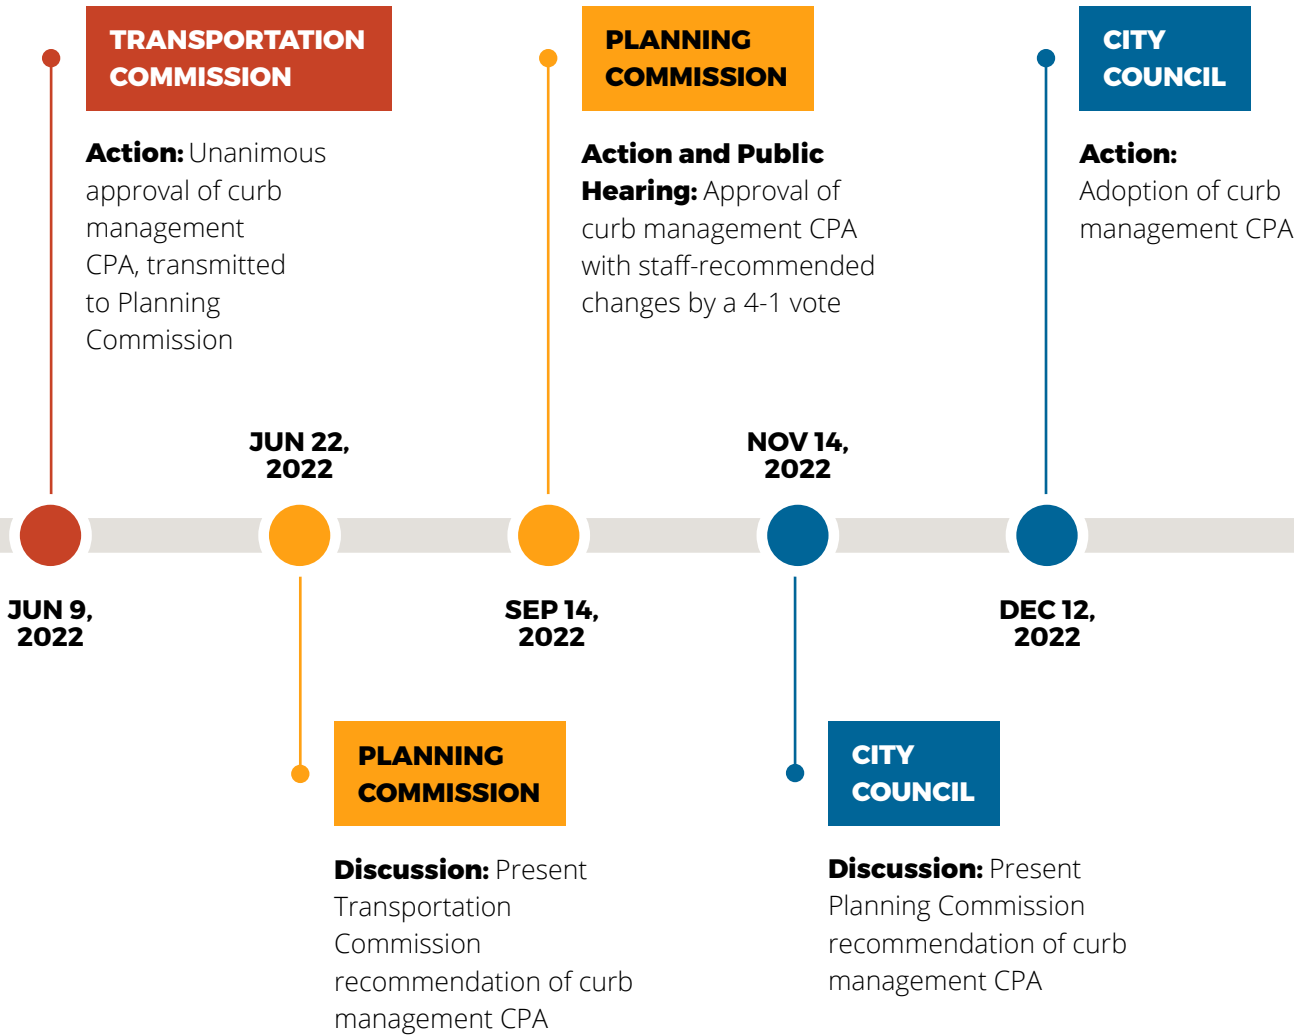 TRANSPORTATION
COMMISSION
Action: Unanimous
approval of curb
management
CPA, transmitted
to Planning
Commission
JUN 9,
2022
JUN 22,
2022
PLANNING
COMMISSION
Discussion: Present
Transportation
Commission
recommendation of curb
management CPA
PLANNING
COMMISSION
Action and Public
Hearing: Approval of
curb management CPA
with staff-recommended
changes by a 4-1 vote
SEP 14,
2022
NOV 14,
2022
CITY
COUNCIL
Discussion: Present
Planning Commission
recommendation of curb
management CPA
CITY
COUNCIL
Action:
Adoption of curb
management CPA
DEC 12,
2022